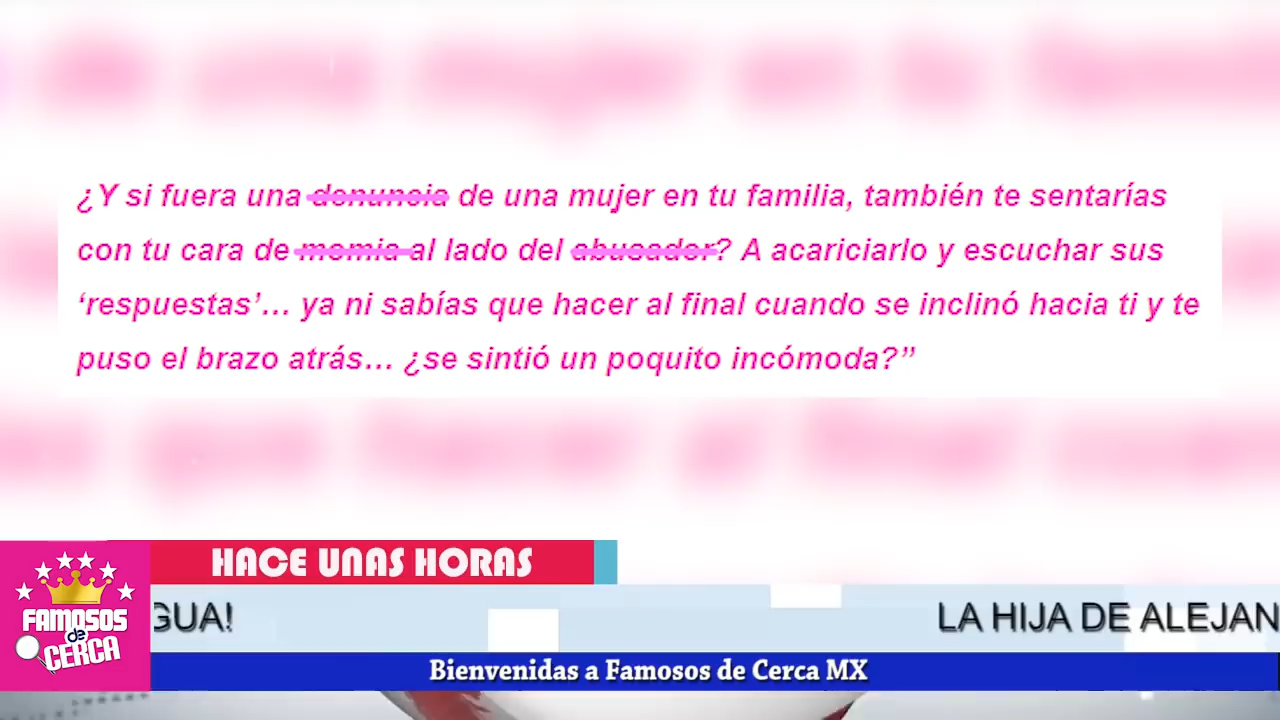 ¿Y si fuera una denuncia de una mujer en tu familia, también te sentarías
con tu cara de momia al lado del abusador? A acariciarlo y escuchar sus
‘respuestas’… ya ni sabías que hacer al final cuando se inclinó hacia ti y te
puso el brazo atrás… ¿se sintió un poquito incómoda?”
HACE UNAS HORAS
FAMOSOS
de
CERCA
GUA!
LA HIJA DE ALEJAN
Bienvenidas a Famosos de Cerca MX